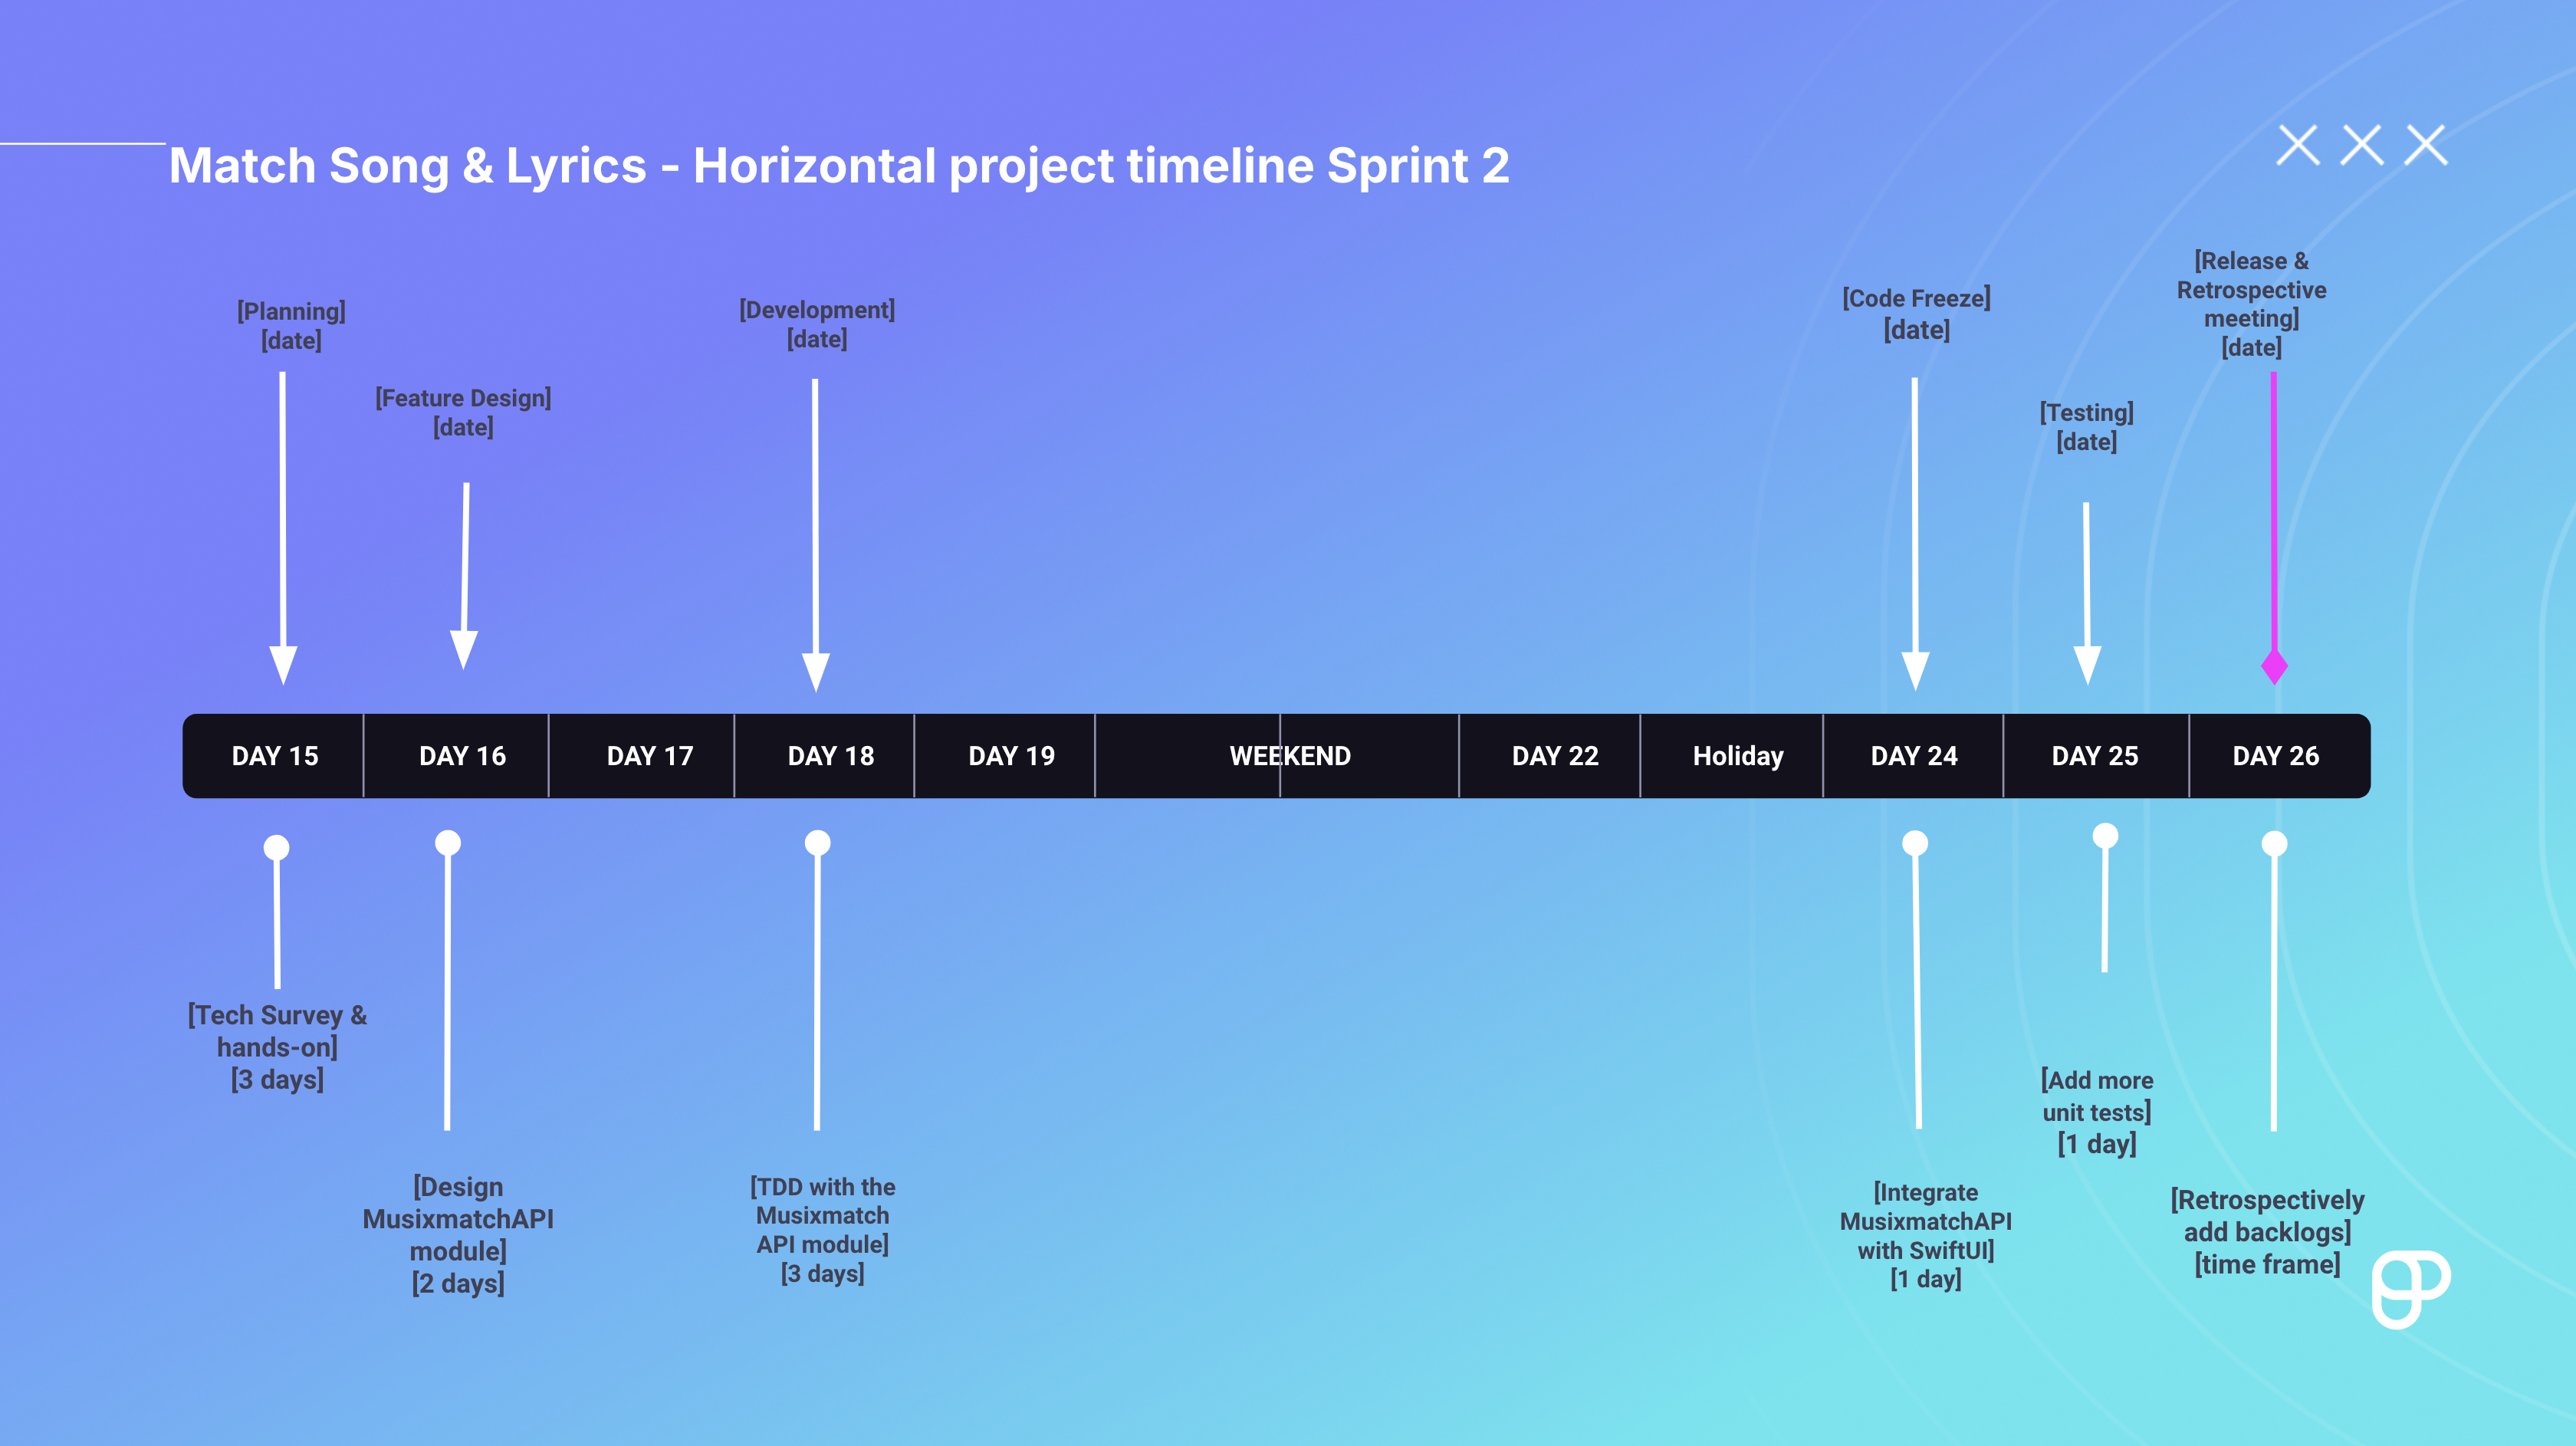 Match Song & Lyrics - Horizontal project timeline Sprint 2
[Planning]
[date]
[Feature Design]
[date]
[Development]
[date]
[Code Freeze]
[date]
[Testing]
[date]
[Release &
Retrospective
meeting]
[date]
DAY 15 DAY 16 DAY 17 DAY 18 DAY 19 WEEKEND DAY 22 Holiday DAY 24 DAY 25 DAY 26
[Tech Survey &
hands-on]
[3 days]
[Design
MusixmatchAPI
module]
[2 days]
[TDD with the
Musixmatch
API module]
[3 days]
[Integrate
MusixmatchAPI
with SwiftUI]
[1 day]
[Add more
unit tests]
[1 day]
[Retrospectively
add backlogs]
[time frame]